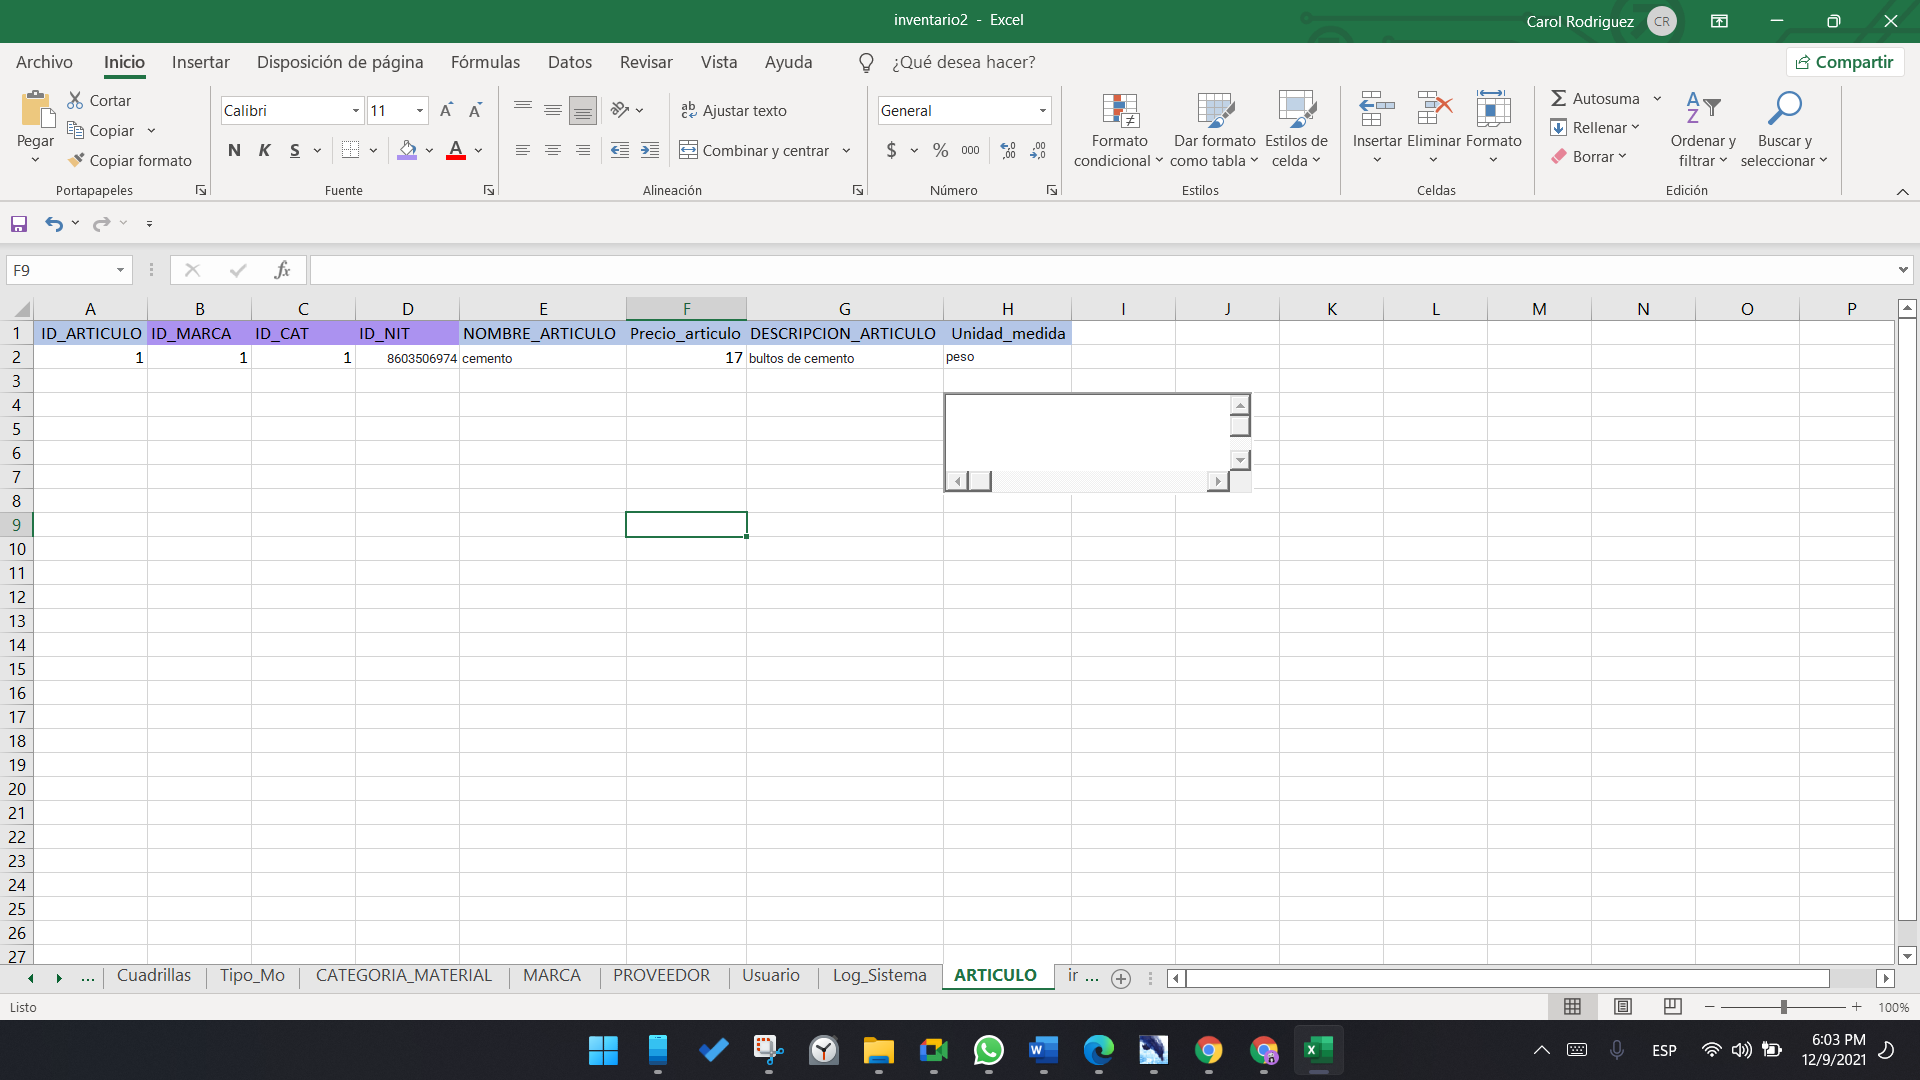 inventario2 - Excel
Carol Rodriguez CR
Archivo Inicio Insertar Disposición de página Fórmulas Datos Revisar Vista Ayuda ¿Qué desea hacer? Compartir
Pegar
Cortar
Copiar
Copiar formato
Portapapeles
Calibri 11
N K S A
Fuente
Ajustar texto
Combinar y centrar
Alineación
General
$ % 000
Número
Formato condicional
Dar formato como tabla
Estilos de celda
Estilos
Insertar Eliminar Formato
Celdas
Autosuma
Rellenar
Borrar
Ordenar y filtrar
Buscar y seleccionar
Edición
F9 fx
A B C D E F G H I J K L M N O P
1 ID_ARTICULO ID_MARCA ID_CAT ID_NIT NOMBRE_ARTICULO Precio_articulo DESCRIPCION_ARTICULO Unidad_medida
2 1 1 1 8603506974 cemento 17 bultos de cemento peso
3
4
5
6
7
8
9
10
11
12
13
14
15
16
17
18
19
20
21
22
23
24
25
26
27
... Cuadrillas Tipo_Mo CATEGORIA_MATERIAL MARCA PROVEEDOR Usuario Log_Sistema ARTICULO ir ...
Listo 100%
ESP 6:03 PM
12/9/2021